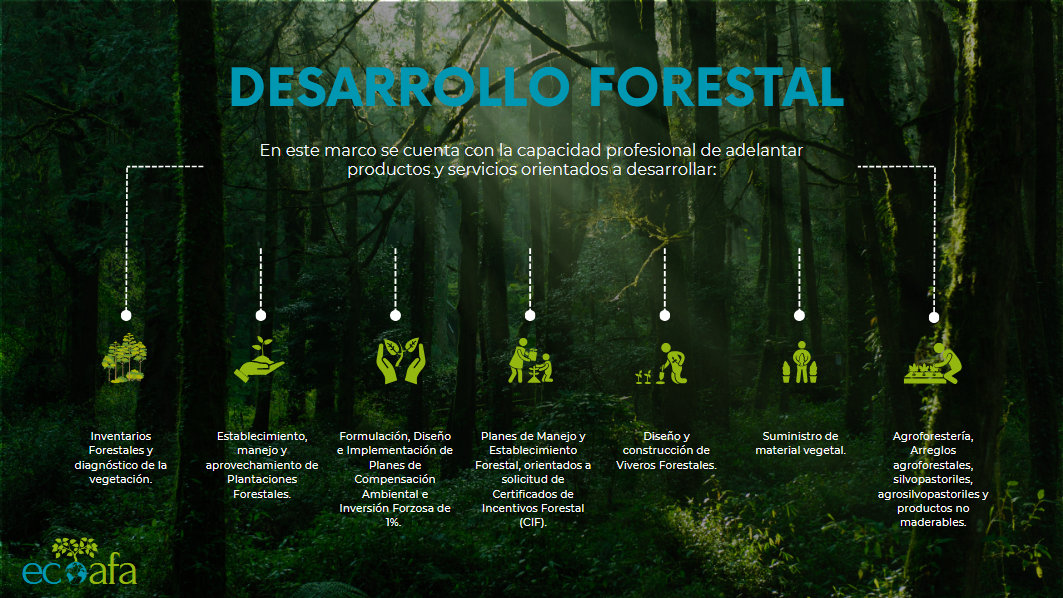 DESARROLLO FORESTAL
En este marco se cuenta con la capacidad profesional de adelantar
productos y servicios orientados a desarrollar:
Inventarios
Forestales y
diagnóstico de la
vegetación.
Establecimiento,
manejo y
aprovechamiento de
Plantaciones
Forestales.
Formulación, Diseño
e Implementación de
Planes de
Compensación
Ambiental e
Inversión Forzosa de
1%.
Planes de Manejo y
Establecimiento
Forestal, orientados a
solicitud de
Certificados de
Incentivos Forestal
(CIF).
Diseño y
construcción de
Viveros Forestales.
Suministro de
material vegetal.
Agroforestería,
Arreglos
agroforestales,
silvopastoriles,
agrosilvopastoriles y
productos no
maderables.
ecoafa